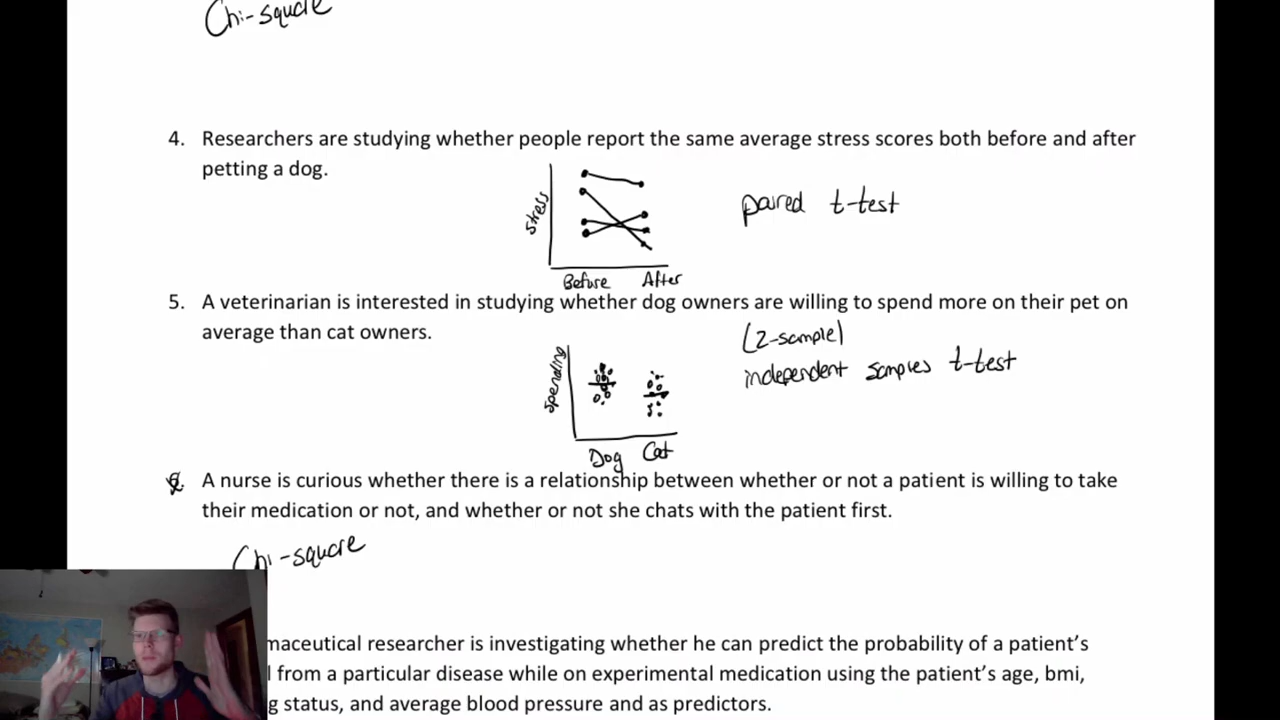 Chi-square
4. Researchers are studying whether people report the same average stress scores both before and after
petting a dog.
stress
Before After
paired t-test
5. A veterinarian is interested in studying whether dog owners are willing to spend more on their pet on
average than cat owners.
(2-sample)
independent samples t-test
spending
Dog Cat
A nurse is curious whether there is a relationship between whether or not a patient is willing to take
their medication or not, and whether or not she chats with the patient first.
Chi-square
maceutical researcher is investigating whether he can predict the probability of a patient's
l from a particular disease while on experimental medication using the patient's age, bmi,
g status, and average blood pressure and as predictors.